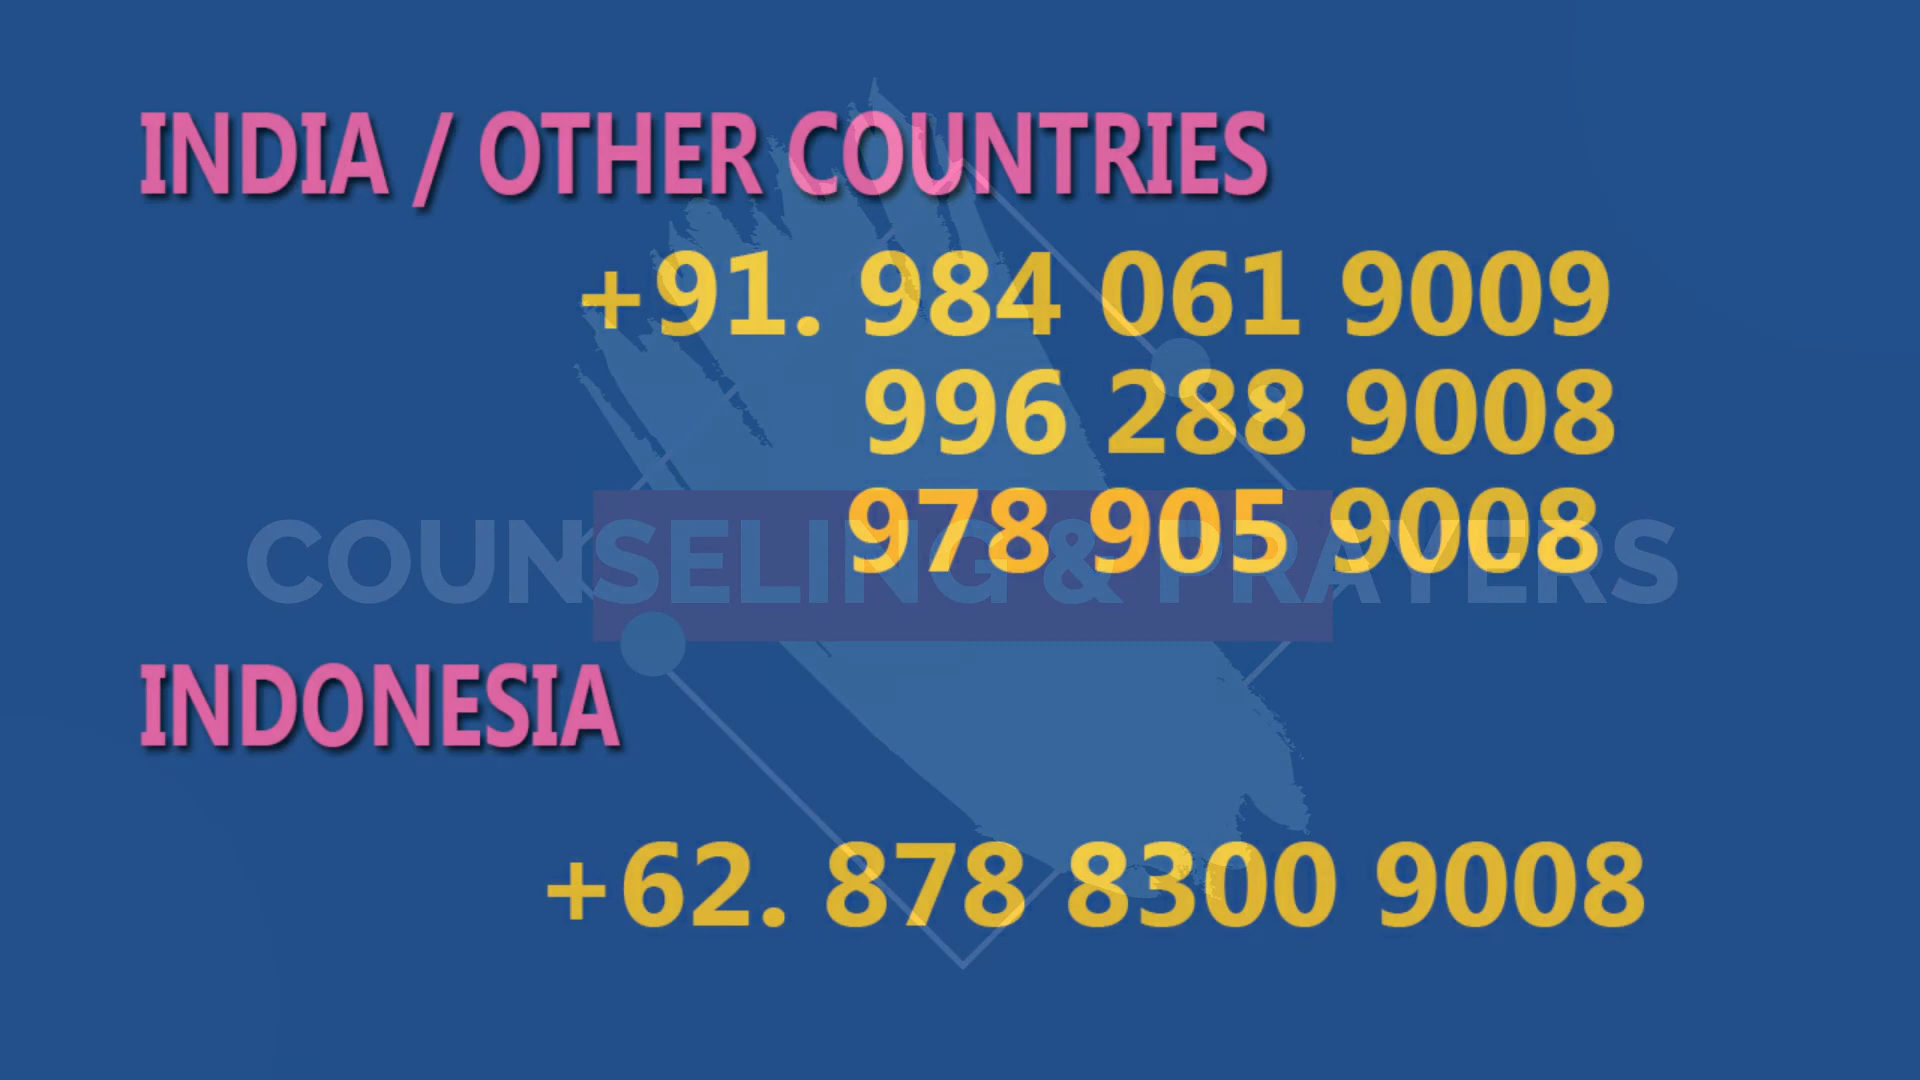 INDIA / OTHER COUNTRIES
+91. 984 061 9009
996 288 9008
978 905 9008
COUNSELING & PRAYERS
INDONESIA
+62. 878 8300 9008